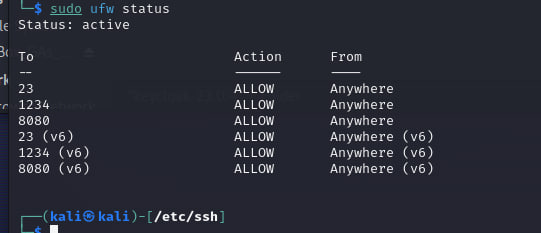 └─$ sudo ufw status
Status: active
To Action From
-- ------ ----
23 ALLOW Anywhere
1234 ALLOW Anywhere
8080 ALLOW Anywhere
23 (v6) ALLOW Anywhere (v6)
1234 (v6) ALLOW Anywhere (v6)
8080 (v6) ALLOW Anywhere (v6)
┌──(kali㉿kali)-[/etc/ssh]
└─$